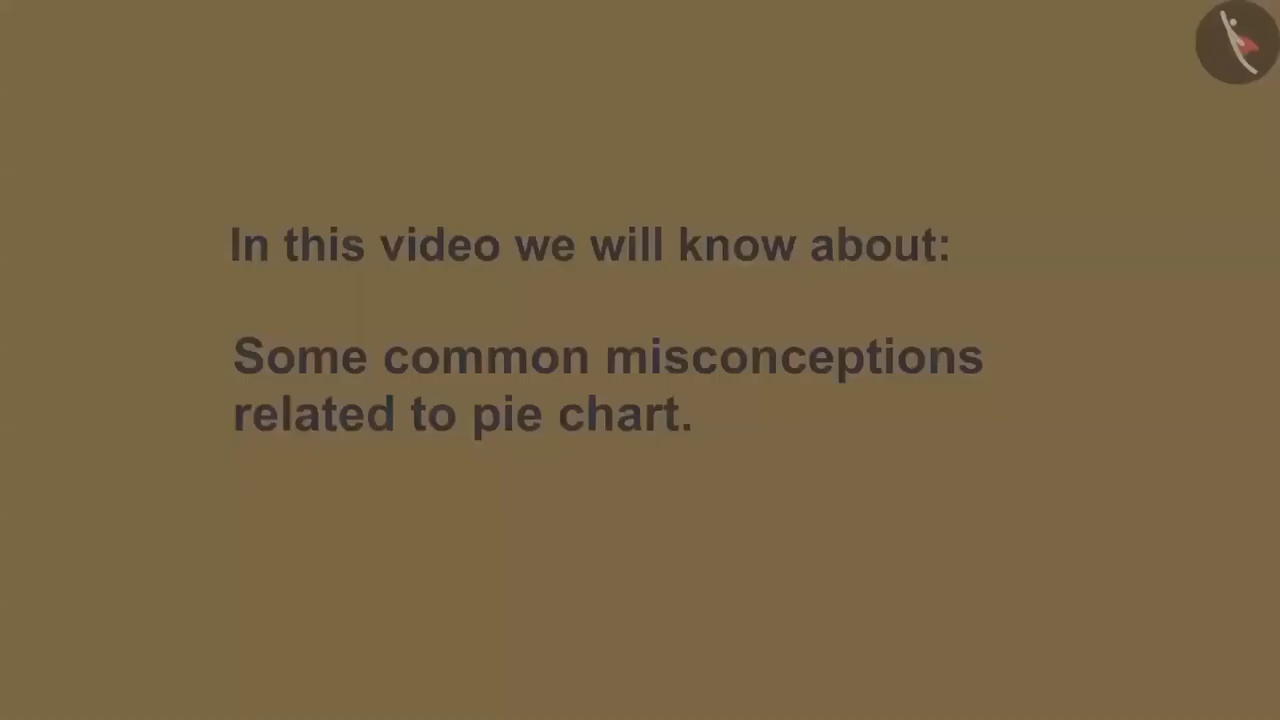 In this video we will know about:
Some common misconceptions
related to pie chart.